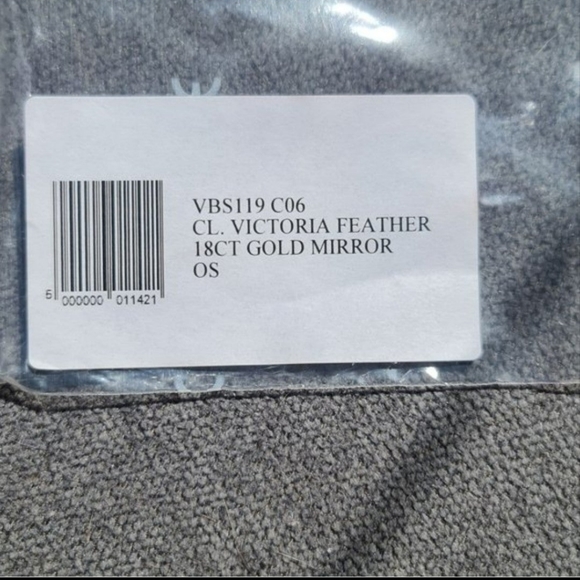 VBS119 C06
CL. VICTORIA FEATHER
18CT GOLD MIRROR
OS
5 000000 011421